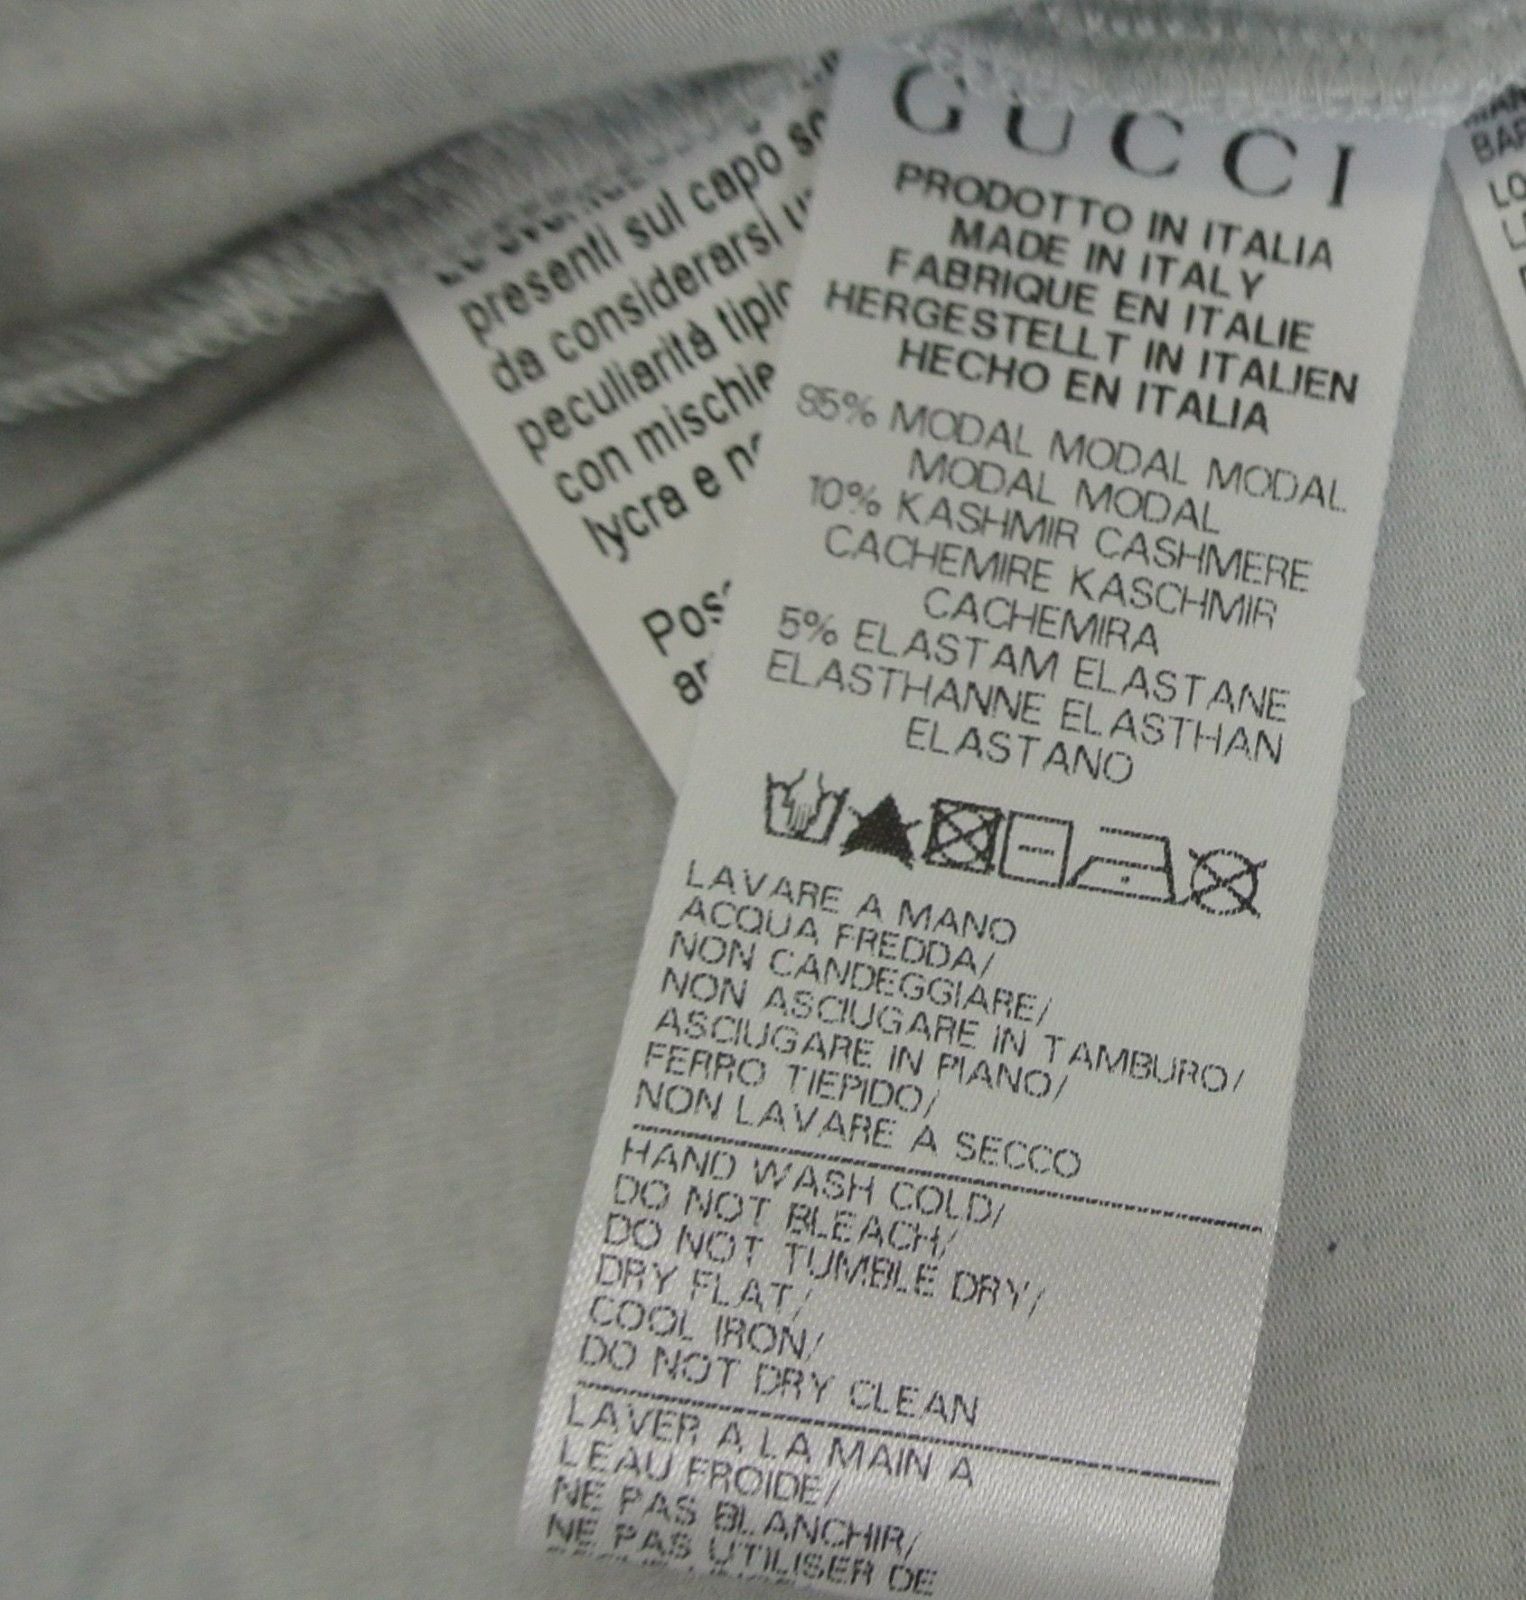 presenti sul capo
da considerarsi
peculiarità
con mischie
lycra e
GUCCI
PRODOTTO IN ITALIA
MADE IN ITALY
FABRIQUE EN ITALIE
HERGESTELLT IN ITALIEN
HECHO EN ITALIA
85% MODAL MODAL MODAL
MODAL MODAL
10% KASHMIR CASHMERE
CACHEMIRE KASCHMIR
CACHEMIRA
5% ELASTAM ELASTANE
ELASTHANNE ELASTHAN
ELASTANO
LAVARE A MANO
ACQUA FREDDA/
NON CANDEGGIARE/
NON ASCIUGARE IN TAMBURO/
ASCIUGARE IN PIANO/
FERRO TIEPIDO/
NON LAVARE A SECCO
HAND WASH COLD/
DO NOT BLEACH/
DO NOT TUMBLE DRY/
DRY FLAT/
COOL IRON/
DO NOT DRY CLEAN
LAVER A LA MAIN A
L'EAU FROIDE/
NE PAS BLANCHIR/
NE PAS UTILISER DE